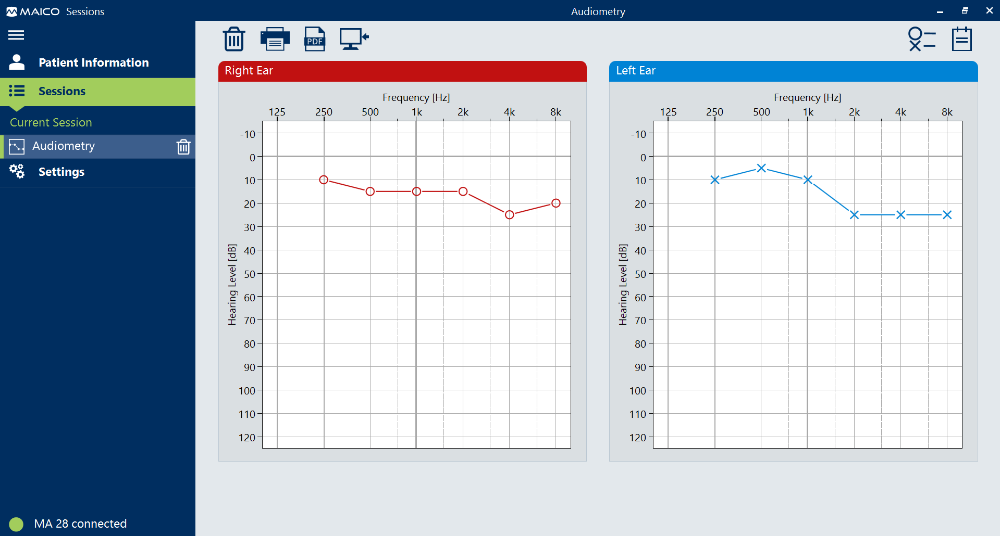 MAICO Sessions
Audiometry
Patient Information
Sessions
Current Session
Audiometry
Settings
MA 28 connected
PDF
Right Ear
Frequency [Hz]
125 250 500 1k 2k 4k 8k
Hearing Level [dB]
-10
0
10
20
30
40
50
60
70
80
90
100
110
120
Left Ear
Frequency [Hz]
125 250 500 1k 2k 4k 8k
Hearing Level [dB]
-10
0
10
20
30
40
50
60
70
80
90
100
110
120